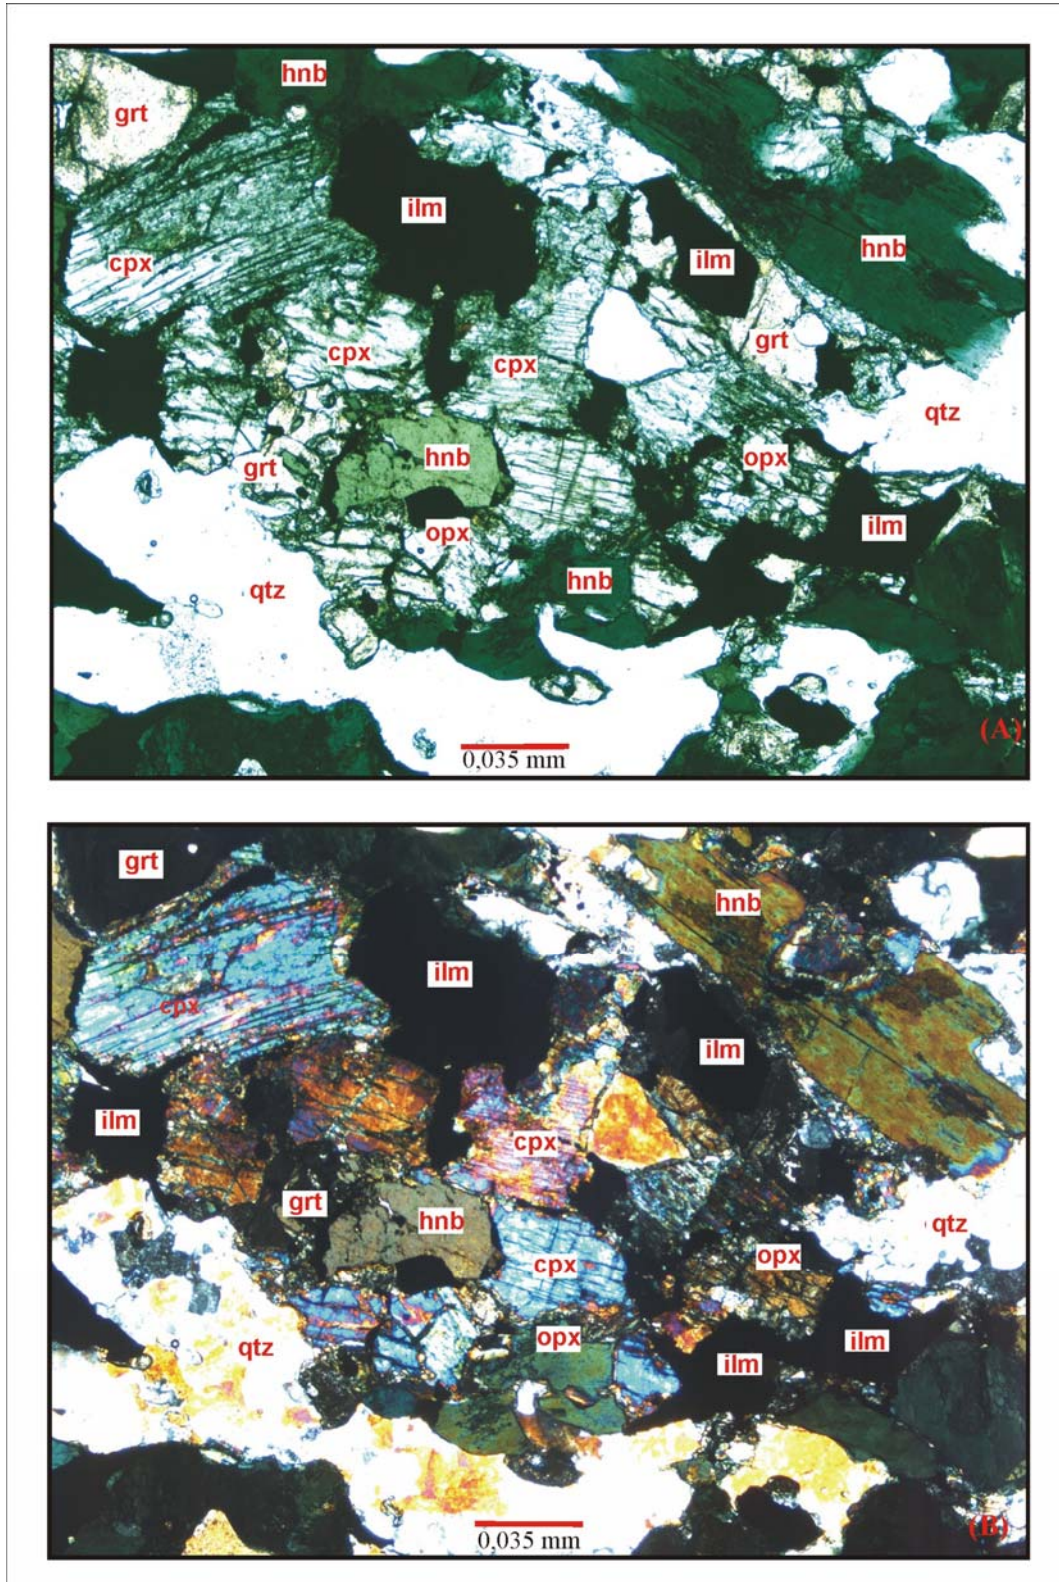 hnb
grt
ilm
hnb
cpx
ilm
cpx
cpx
grt
qtz
grt
hnb
opx
opx
ilm
qtz
hnb
(A)
0,035 mm
grt
hnb
ilm
cpx
ilm
ilm
cpx
grt
hnb
qtz
cpx
opx
qtz
opx
ilm
ilm
(B)
0,035 mm